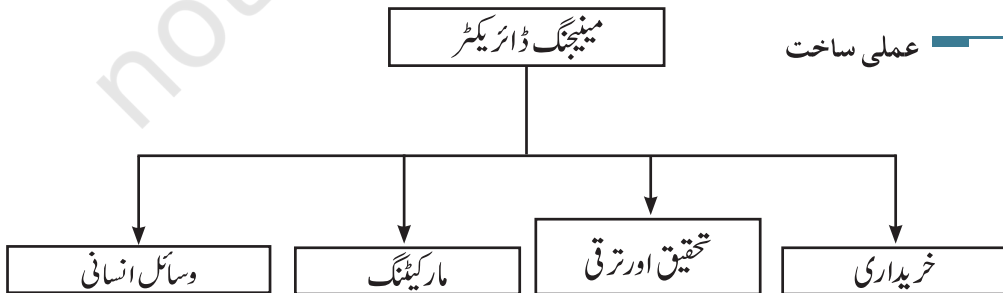 عملی ساخت
مینیجنگ ڈائریکٹر
خریداری
تحقیق اور ترقی
مارکیٹنگ
وسائل انسانی